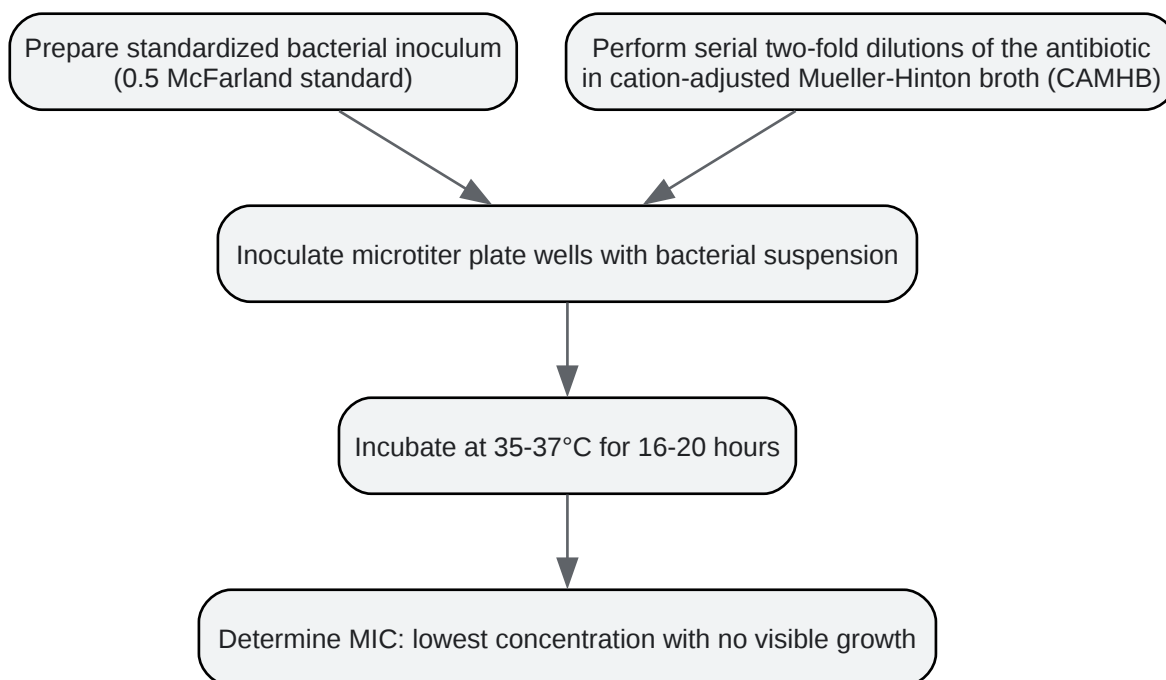 Prepare standardized bacterial inoculum
(0.5 McFarland standard)
Perform serial two-fold dilutions of the antibiotic
in cation-adjusted Mueller-Hinton broth (CAMHB)
Inoculate microtiter plate wells with bacterial suspension
Incubate at 35-37°C for 16-20 hours
Determine MIC: lowest concentration with no visible growth